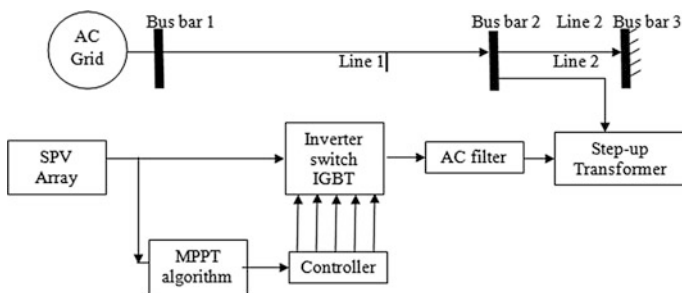 AC
Grid
Bus bar 1
Bus bar 2
Line 2
Bus bar 3
Line 1
Line 2
SPV
Array
Inverter
switch
IGBT
AC filter
Step-up
Transformer
MPPT
algorithm
Controller